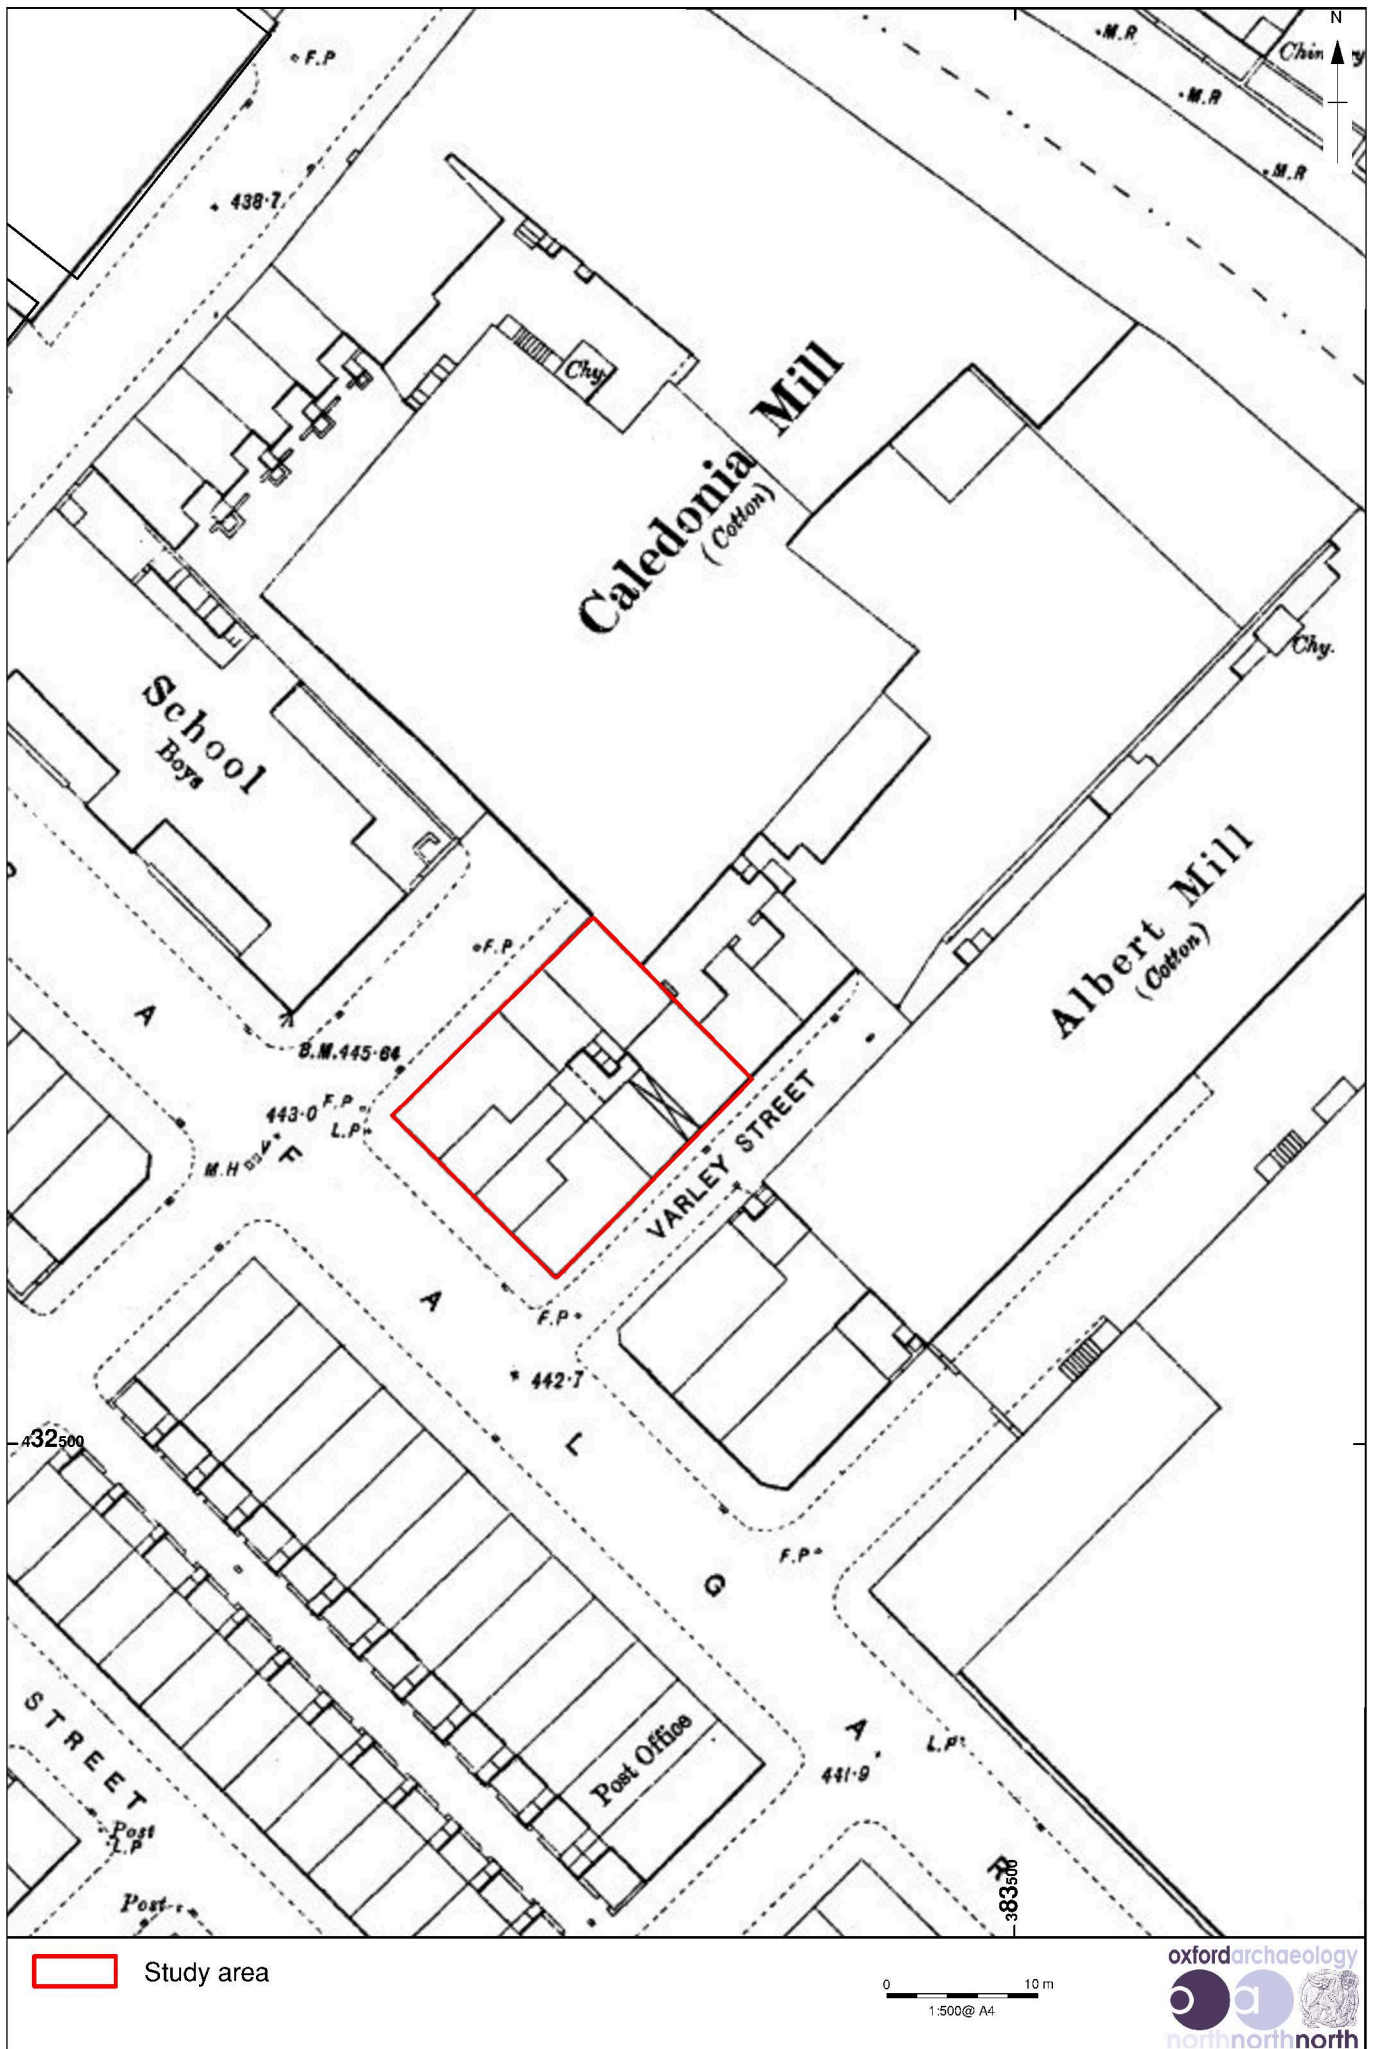 N
F.P
M.R
M.R
M.R
438·7
Chy
Caledonia Mill
(Cotton)
Chy.
School
Boys
Albert Mill
(Cotton)
F.P
A
B.M.445·64
443·0
F.P
L.P
M.H
F
VARLEY STREET
A
F.P
442·7
L
432500
F.P
G
Post Office
A
L.P
441·9
STREET
Post
L.P
Post
R
383500
Study area
0 10 m
1:500@ A4
oxfordarchaeology
oa
northnorthnorth